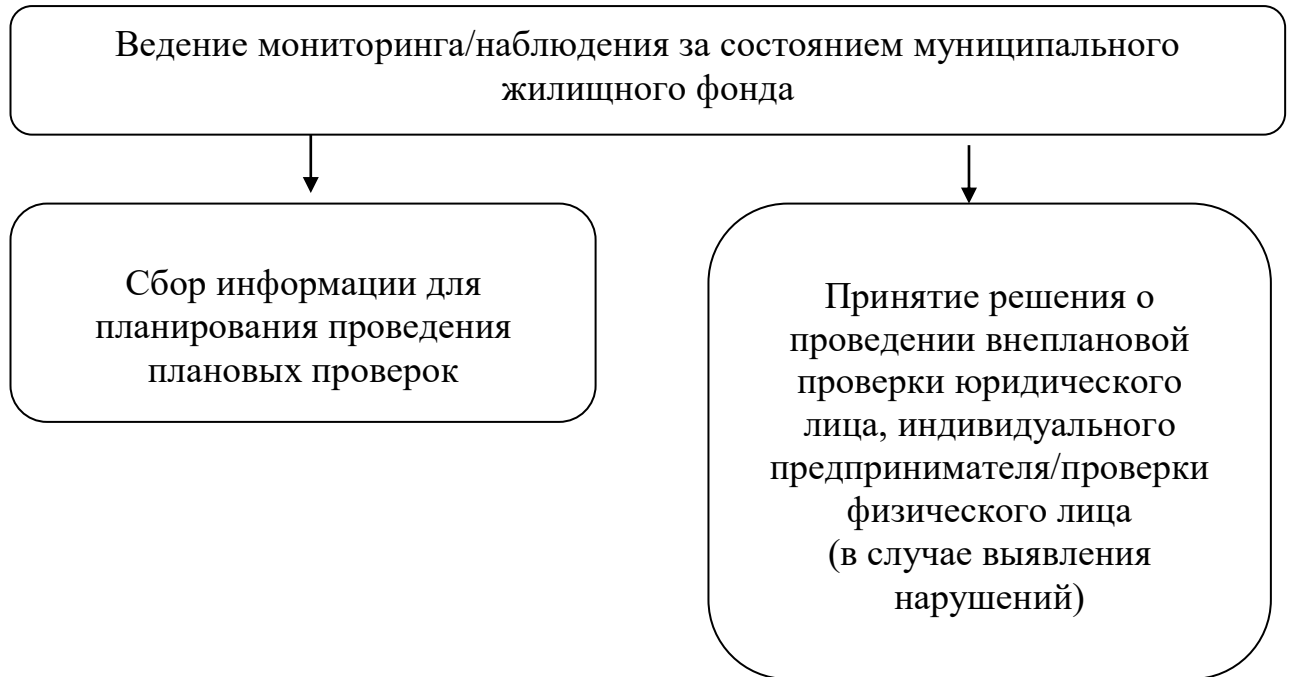 Ведение мониторинга/наблюдения за состоянием муниципального
жилищного фонда
Сбор информации для
планирования проведения
плановых проверок
Принятие решения о
проведении внеплановой
проверки юридического
лица, индивидуального
предпринимателя/проверки
физического лица
(в случае выявления
нарушений)